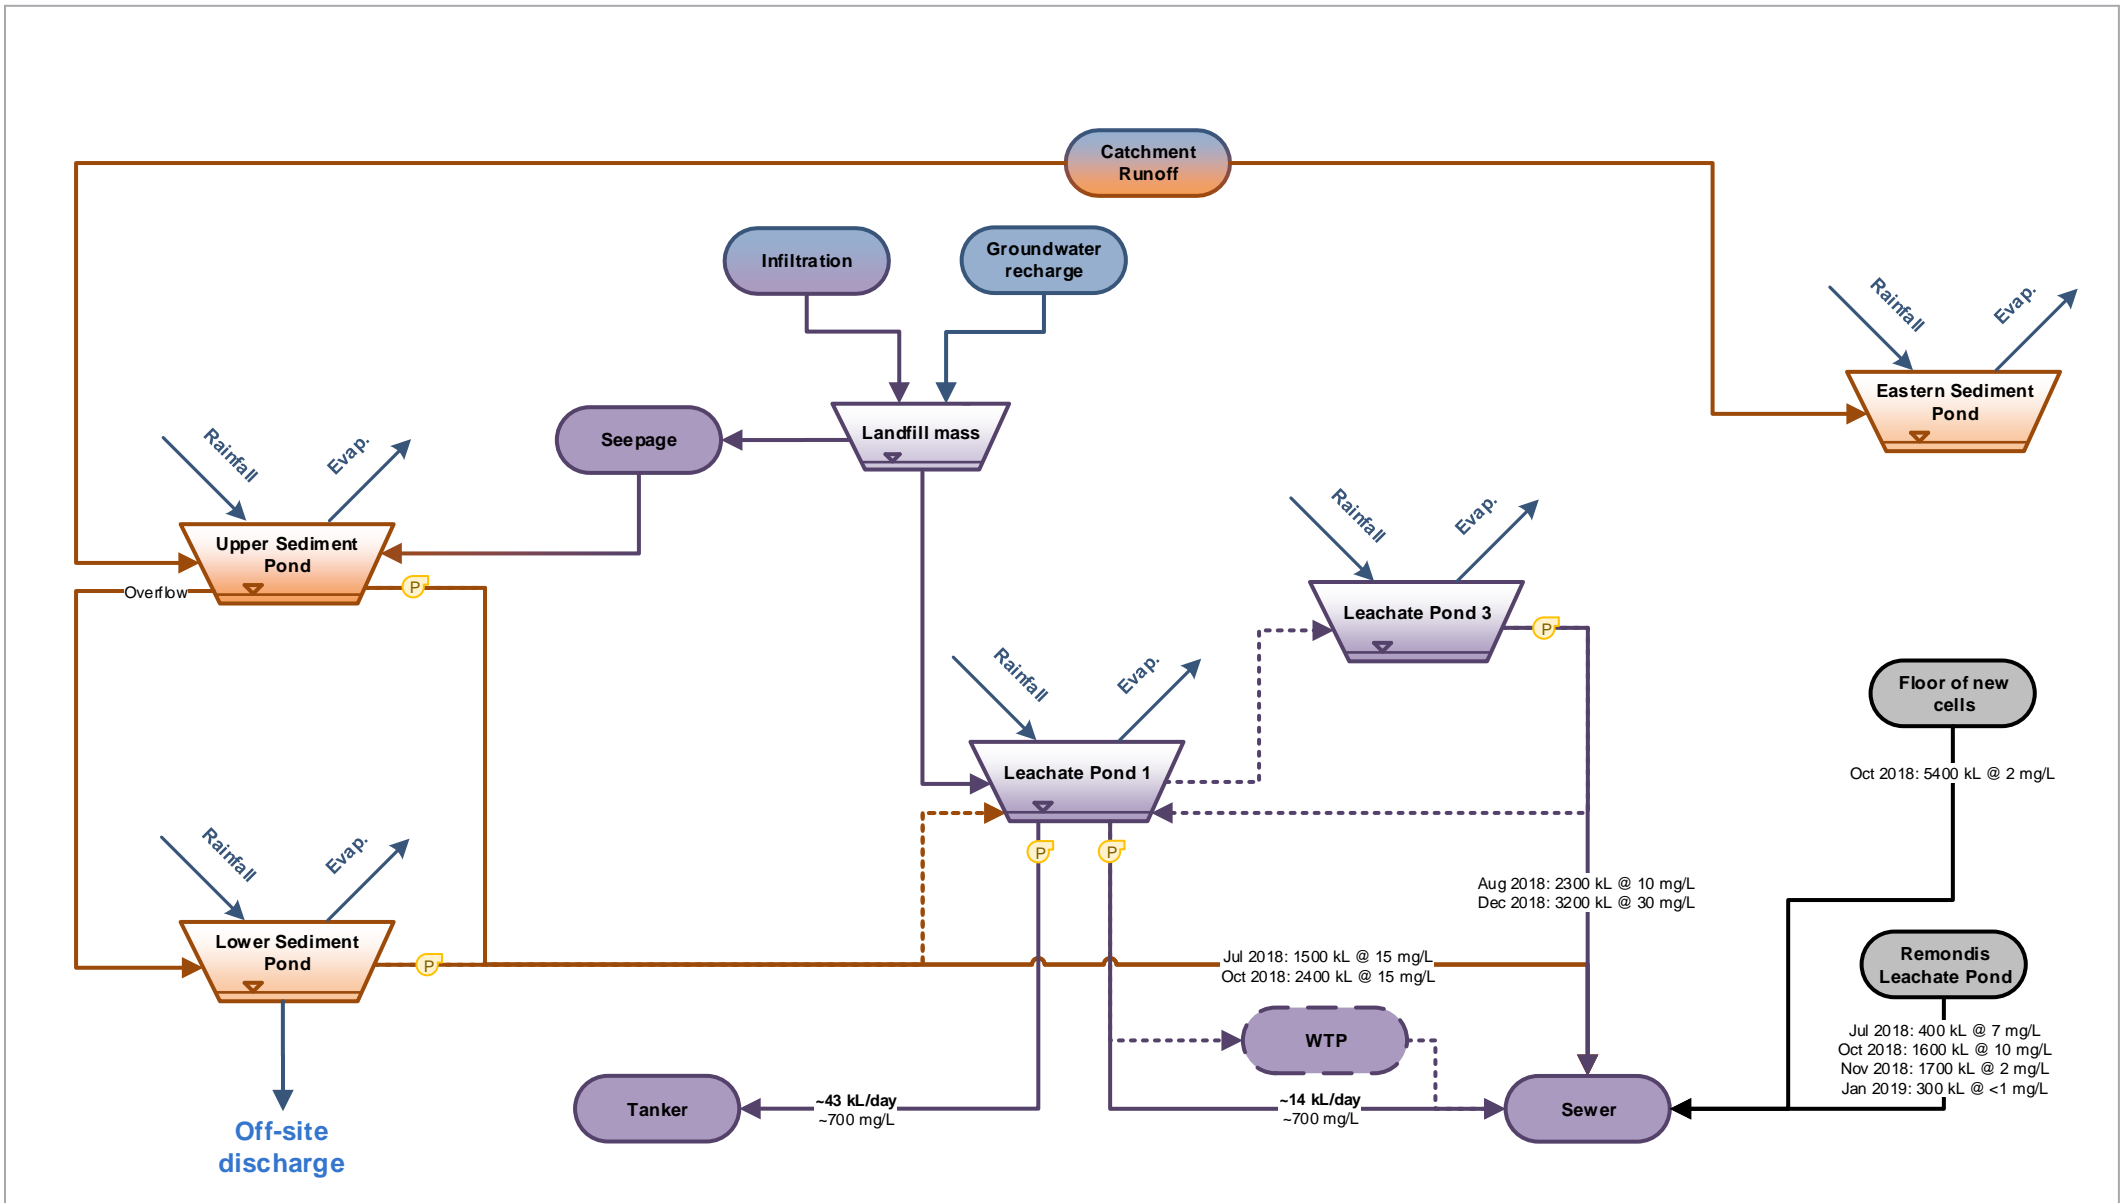 Catchment
Runoff
Infiltration
Groundwater
recharge
Rainfall
Evap.
Eastern Sediment
Pond
Landfill mass
Seepage
Rainfall
Evap.
Upper Sediment
Pond
Overflow
P
Rainfall
Evap.
Leachate Pond 3
P
Rainfall
Evap.
Leachate Pond 1
P
P
Floor of new
cells
Oct 2018: 5400 kL @ 2 mg/L
Rainfall
Evap.
Lower Sediment
Pond
P
Aug 2018: 2300 kL @ 10 mg/L
Dec 2018: 3200 kL @ 30 mg/L
Jul 2018: 1500 kL @ 15 mg/L
Oct 2018: 2400 kL @ 15 mg/L
Remondis
Leachate Pond
Jul 2018: 400 kL @ 7 mg/L
Oct 2018: 1600 kL @ 10 mg/L
Nov 2018: 1700 kL @ 2 mg/L
Jan 2019: 300 kL @ <1 mg/L
WTP
Tanker
~43 kL/day
~700 mg/L
~14 kL/day
~700 mg/L
Sewer
Off-site
discharge